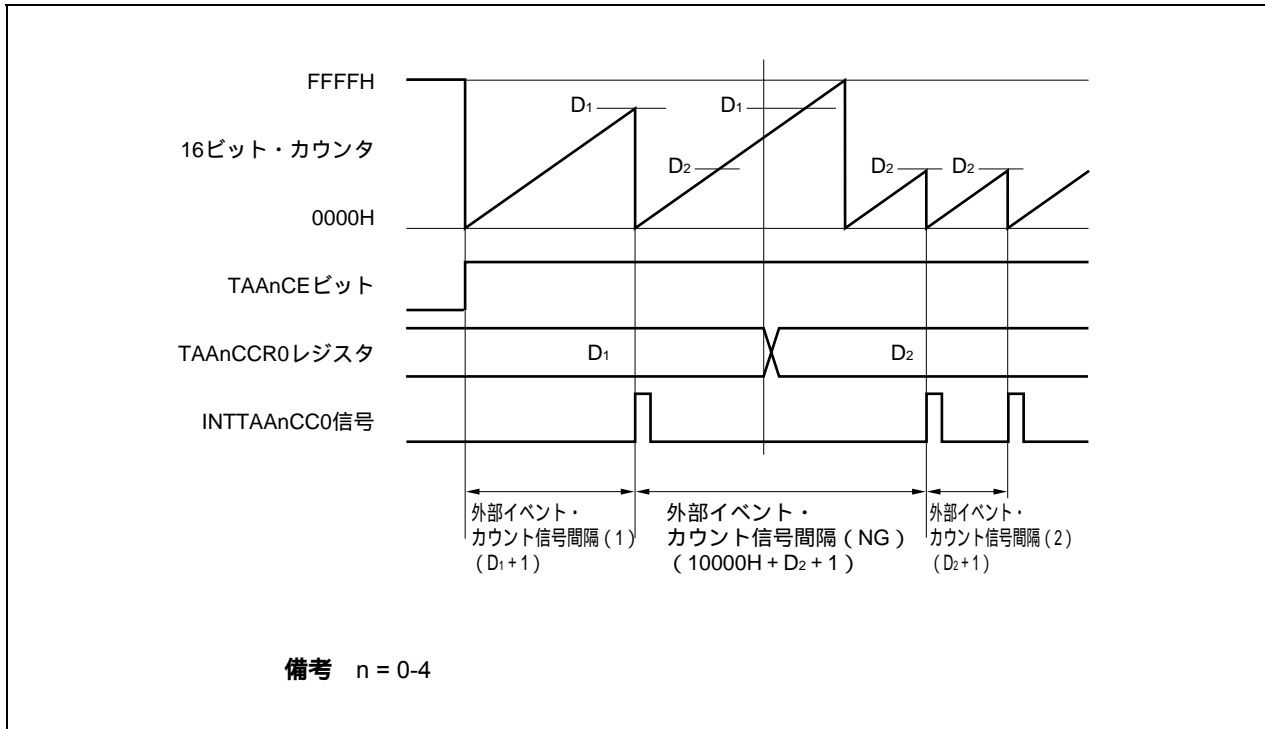 FFFFH
D1
D1
16ビット・カウンタ
D2
D2
D2
0000H
TAAnCEビット
TAAnCCR0レジスタ
D1
D2
INTTAAnCC0信号
外部イベント・
カウント信号間隔(1)
(D1+1)
外部イベント・
カウント信号間隔(NG)
(10000H + D2 + 1)
外部イベント・
カウント信号間隔(2)
(D2+1)
備考 n = 0-4